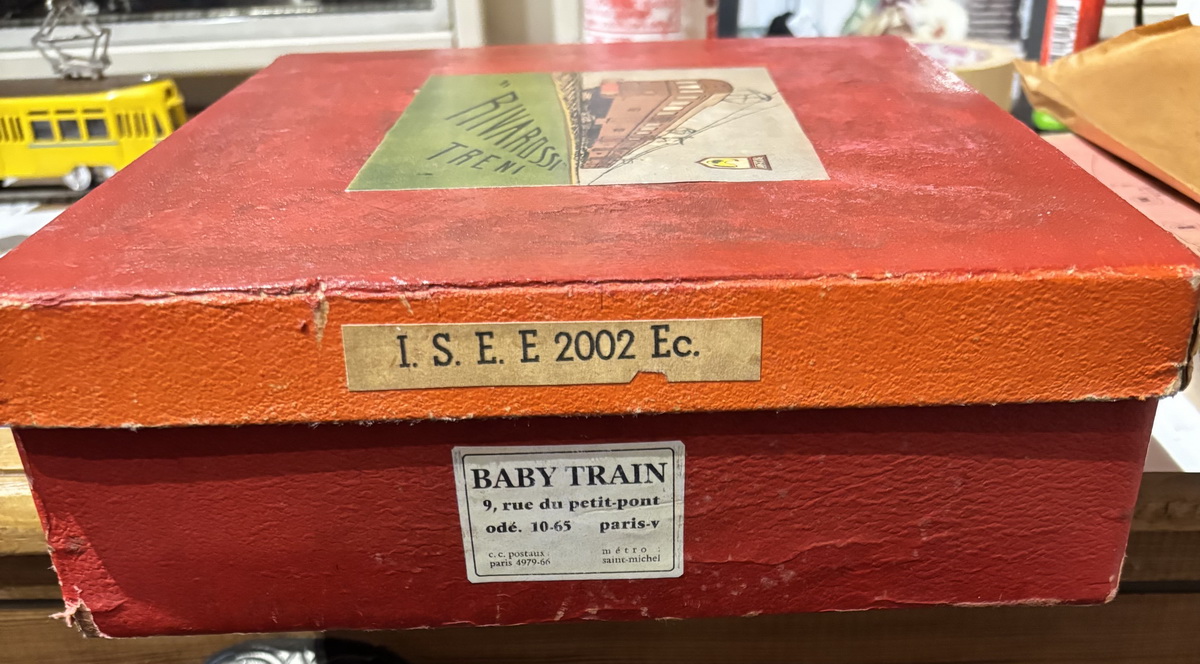 "RIVAROSSI"
TRENI
I. S. E. E 2002 Ec.
BABY TRAIN
9, rue du petit-pont
odé. 10-65 paris-v
c.c. postaux métro :
paris 4979-66 saint-michel